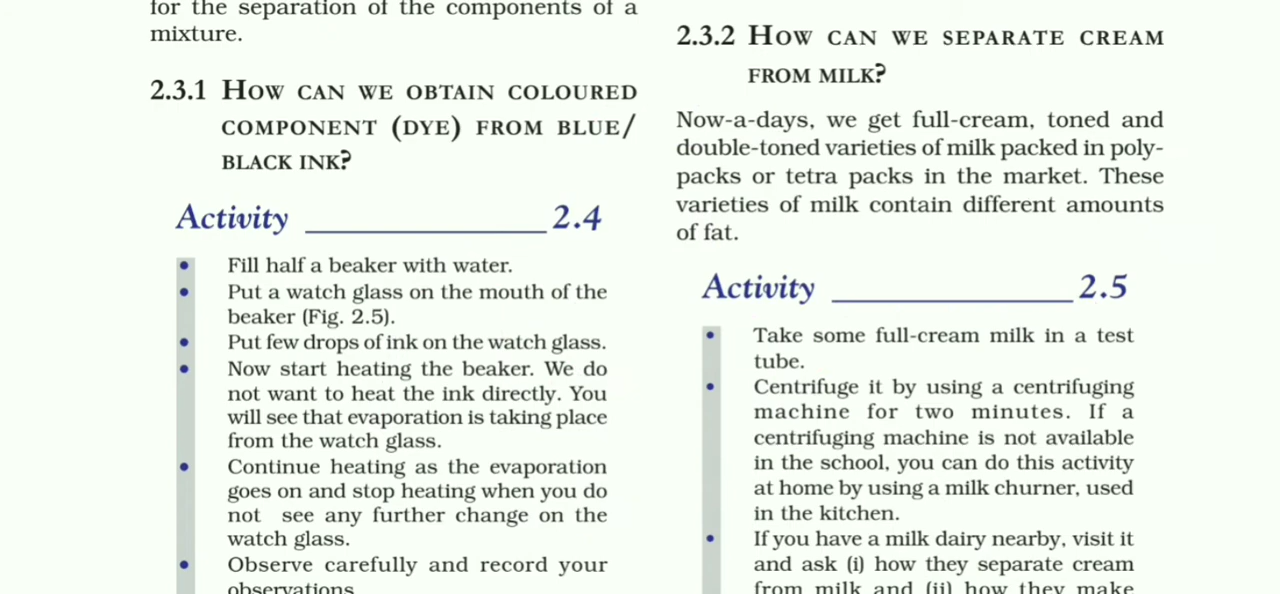 for the separation of the components of a
mixture.
2.3.1 HOW CAN WE OBTAIN COLOURED
COMPONENT (DYE) FROM BLUE/
BLACK INK?
Activity 2.4
• Fill half a beaker with water.
• Put a watch glass on the mouth of the
beaker (Fig. 2.5).
• Put few drops of ink on the watch glass.
• Now start heating the beaker. We do
not want to heat the ink directly. You
will see that evaporation is taking place
from the watch glass.
• Continue heating as the evaporation
goes on and stop heating when you do
not see any further change on the
watch glass.
• Observe carefully and record your
observations.
2.3.2 HOW CAN WE SEPARATE CREAM
FROM MILK?
Now-a-days, we get full-cream, toned and
double-toned varieties of milk packed in poly-
packs or tetra packs in the market. These
varieties of milk contain different amounts
of fat.
Activity 2.5
• Take some full-cream milk in a test
tube.
• Centrifuge it by using a centrifuging
machine for two minutes. If a
centrifuging machine is not available
in the school, you can do this activity
at home by using a milk churner, used
in the kitchen.
• If you have a milk dairy nearby, visit it
and ask (i) how they separate cream
from milk and (ii) how they make